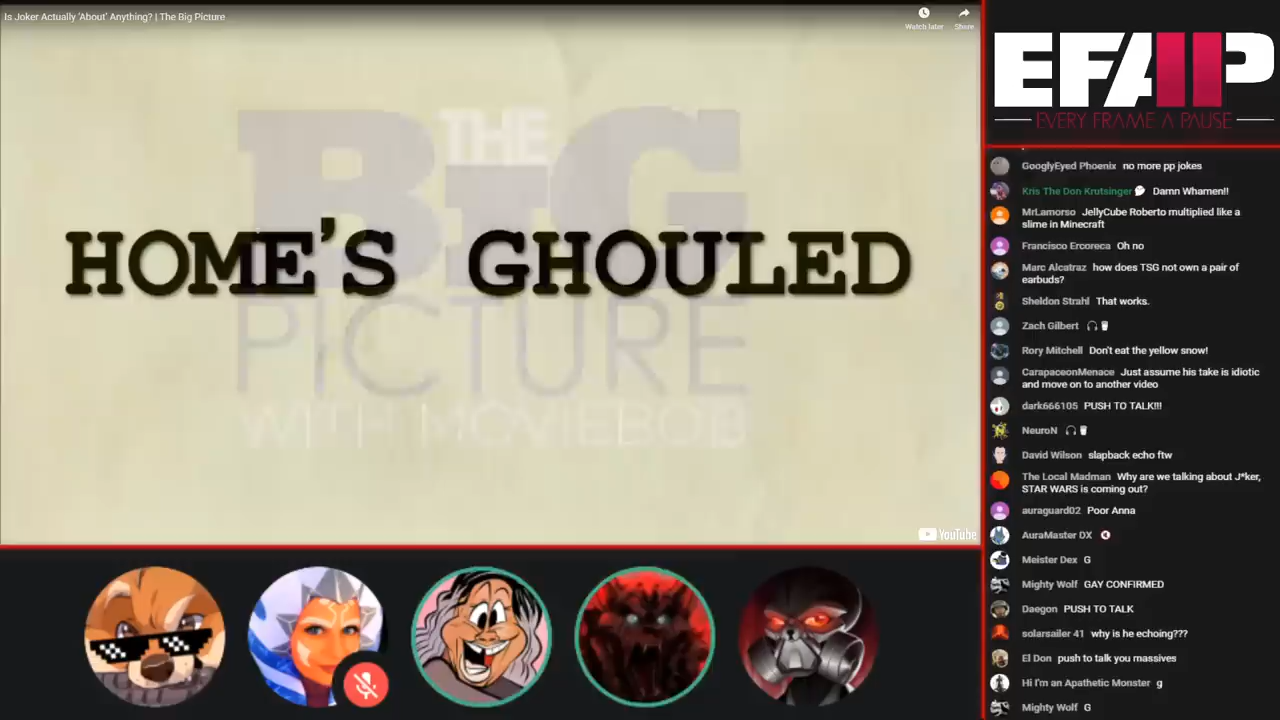 Is Joker Actually 'About' Anything? | The Big Picture
Watch later
Share
THE
BIG
HOME'S GHOULED
PICTURE
WITH MOVIEBOB
YouTube
EFAP
EVERY FRAME A PAUSE
GooglyEyed Phoenix no more pp jokes
Kris The Don Krutsinger Damn Whamen!!
MrLamorso JellyCube Roberto multiplied like a
slime in Minecraft
Francisco Ercoreca Oh no
Marc Alcatraz how does TSG not own a pair of
earbuds?
Sheldon Strahl That works.
Zach Gilbert 🎧🥛
Rory Mitchell Don't eat the yellow snow!
CarapaceonMenace Just assume his take is idiotic
and move on to another video
dark666105 PUSH TO TALK!!!
NeuroN 🎧🥛
David Wilson slapback echo ftw
The Local Madman Why are we talking about J*ker,
STAR WARS is coming out?
auraguard02 Poor Anna
AuraMaster DX
Meister Dex G
Mighty Wolf GAY CONFIRMED
Daegon PUSH TO TALK
solarsailer 41 why is he echoing???
El Don push to talk you massives
Hi I'm an Apathetic Monster g
Mighty Wolf G